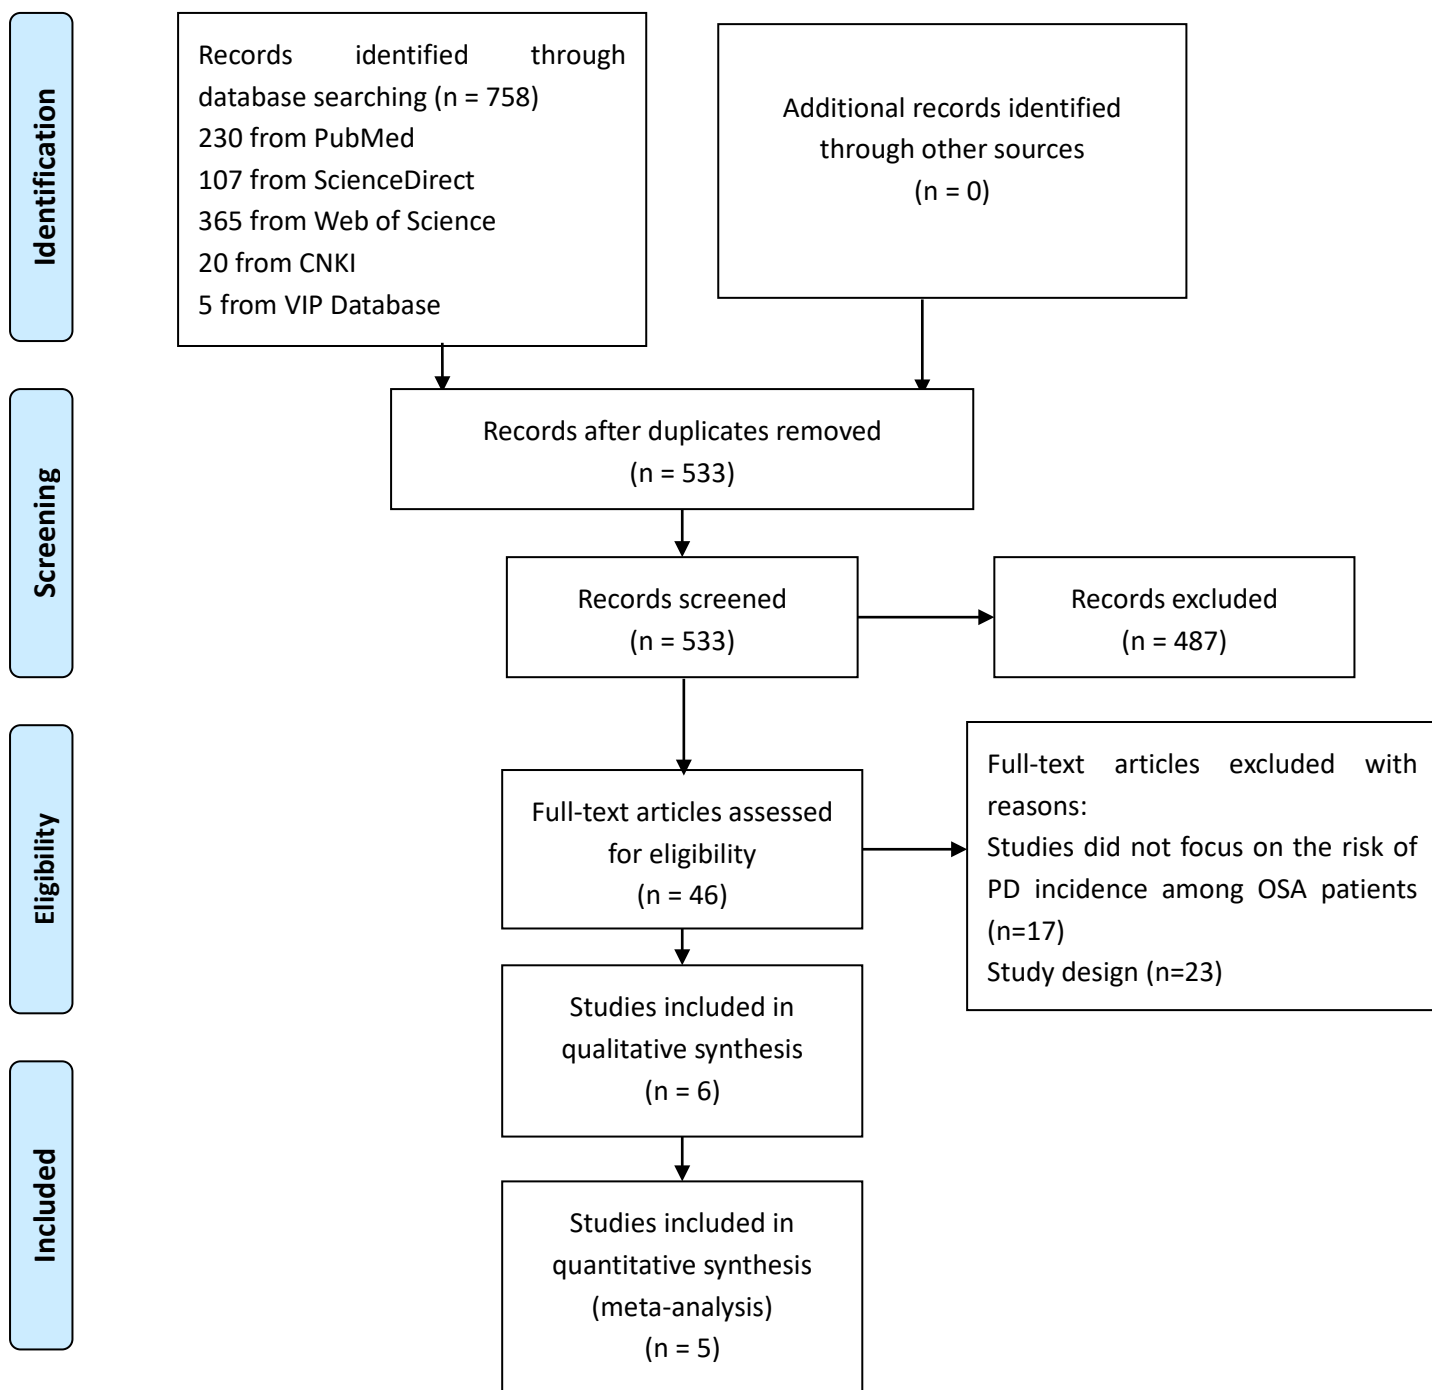 Identification
Records identified through
database searching (n = 758)
230 from PubMed
107 from ScienceDirect
365 from Web of Science
20 from CNKI
5 from VIP Database
Additional records identified
through other sources
(n = 0)
Screening
Records after duplicates removed
(n = 533)
Records screened
(n = 533)
Records excluded
(n = 487)
Eligibility
Full-text articles assessed
for eligibility
(n = 46)
Full-text articles excluded with
reasons:
Studies did not focus on the risk of
PD incidence among OSA patients
(n=17)
Study design (n=23)
Studies included in
qualitative synthesis
(n = 6)
Included
Studies included in
quantitative synthesis
(meta-analysis)
(n = 5)